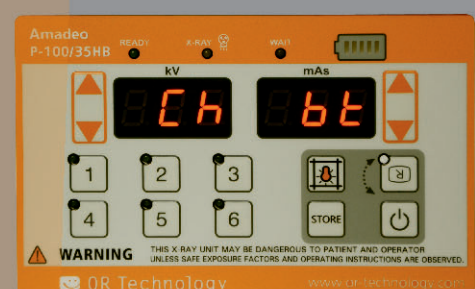 Amadeo
P-100/35HB
READY X-RAY WAIT
kV mAs
Ch bt
1 2 3 R
4 5 6 STORE
WARNING THIS X-RAY UNIT MAY BE DANGEROUS TO PATIENT AND OPERATOR
UNLESS SAFE EXPOSURE FACTORS AND OPERATING INSTRUCTIONS ARE OBSERVED.
OR Technology www.or-technology.com